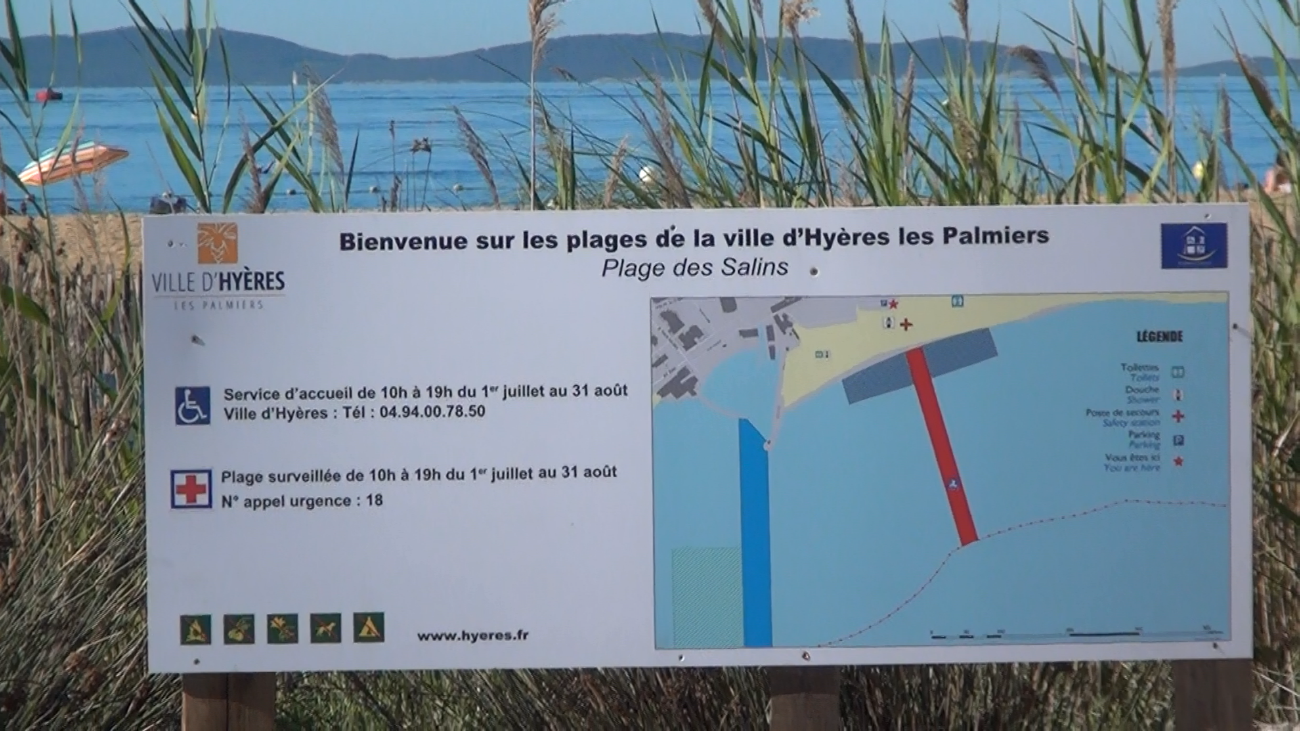 Bienvenue sur les plages de la ville d'Hyères les Palmiers
Plage des Salins
VILLE D'HYÈRES
LES PALMIERS
Service d'accueil de 10h à 19h du 1er juillet au 31 août
Ville d'Hyères : Tél : 04.94.00.78.50
Plage surveillée de 10h à 19h du 1er juillet au 31 août
N° appel urgence : 18
www.hyeres.fr
LÉGENDE
Toilettes
Toilets
Douche
Shower
Poste de secours
Safety station
Parking
Parking
P
Vous êtes ici
You are here